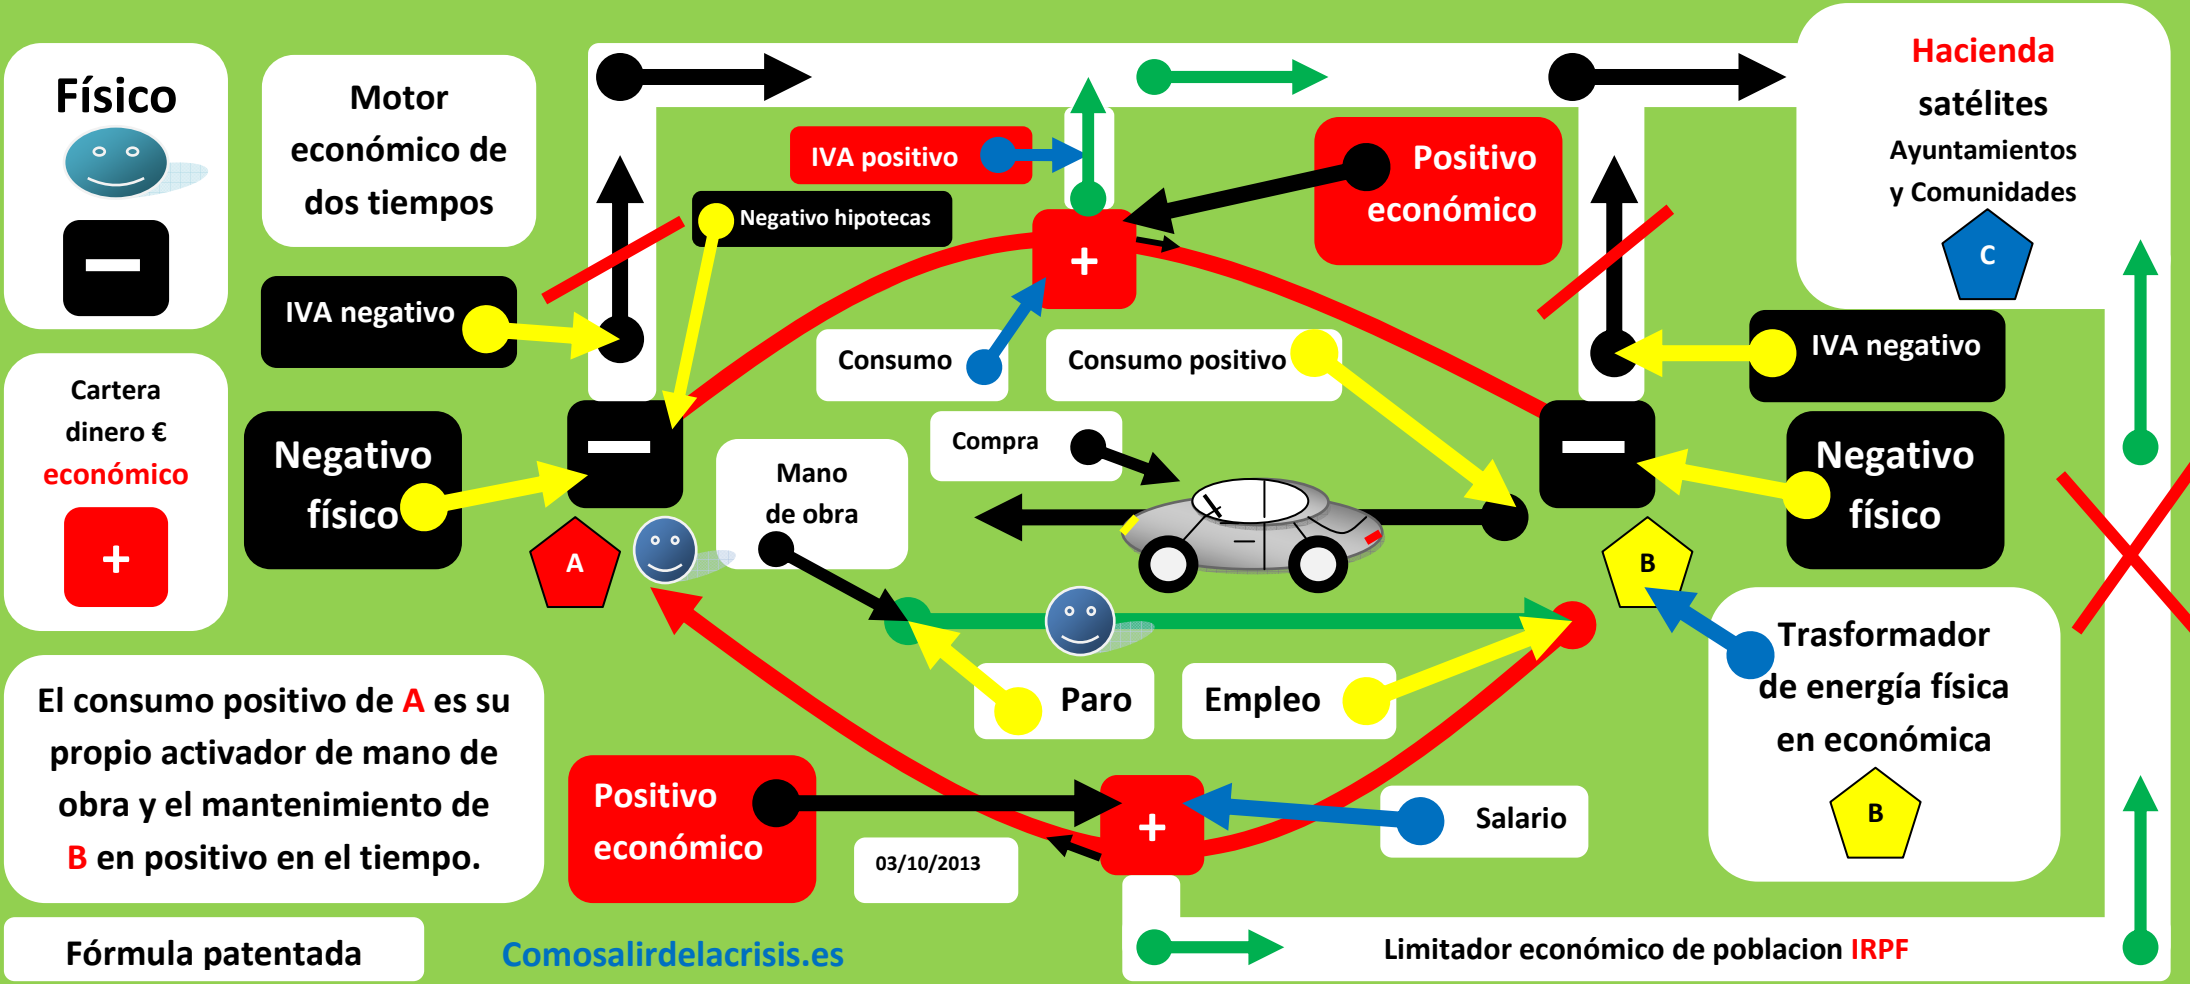 Físico
Motor
económico de
dos tiempos
Hacienda
satélites
Ayuntamientos
y Comunidades
C
IVA positivo
Positivo
económico
Negativo hipotecas
+
IVA negativo
Consumo
Consumo positivo
IVA negativo
Cartera
dinero €
económico
+
Negativo
físico
Mano
de obra
Compra
Negativo
físico
A
B
Trasformador
de energía física
en económica
B
Paro
Empleo
El consumo positivo de A es su
propio activador de mano de
obra y el mantenimiento de
B en positivo en el tiempo.
Positivo
económico
+
Salario
03/10/2013
Fórmula patentada
Comosalirdelacrisis.es
Limitador económico de poblacion IRPF